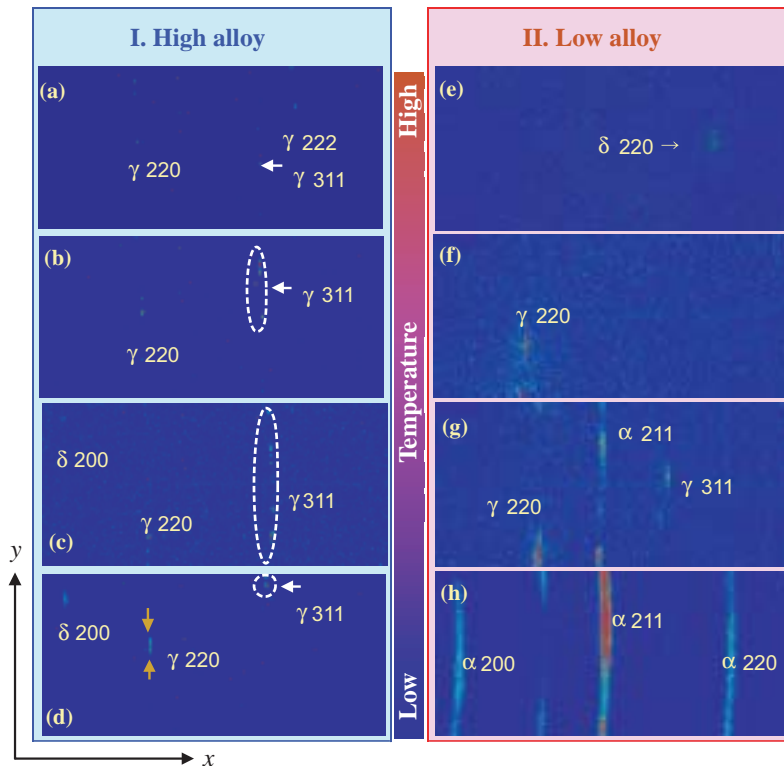 I. High alloy
(a)
γ 222
γ 220
γ 311
(b)
γ 311
γ 220
δ 200
γ 311
γ 220
(c)
γ 311
δ 200
γ 220
(d)
y
x
High
Temperature
Low
II. Low alloy
(e)
δ 220 →
(f)
γ 220
(g)
α 211
γ 311
γ 220
(h)
α 211
α 200
α 220